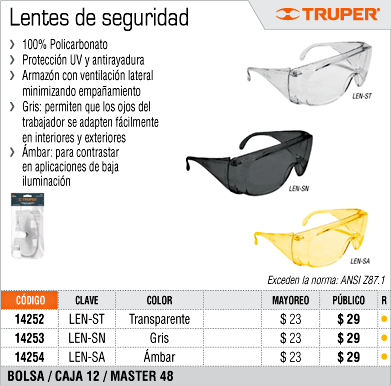 Lentes de seguridad
TRUPER®
› 100% Policarbonato
› Protección UV y antirayadura
› Armazón con ventilación lateral
minimizando empañamiento
› Gris: permiten que los ojos del
trabajador se adapten fácilmente
en interiores y exteriores
› Ámbar: para contrastar
en aplicaciones de baja
iluminación
LEN-ST
LEN-SN
LEN-SA
TRUPER
Exceden la norma: ANSI Z87.1
CÓDIGO CLAVE COLOR MAYOREO PÚBLICO R
14252 LEN-ST Transparente $ 23 $ 29
14253 LEN-SN Gris $ 23 $ 29
14254 LEN-SA Ámbar $ 23 $ 29
BOLSA / CAJA 12 / MASTER 48